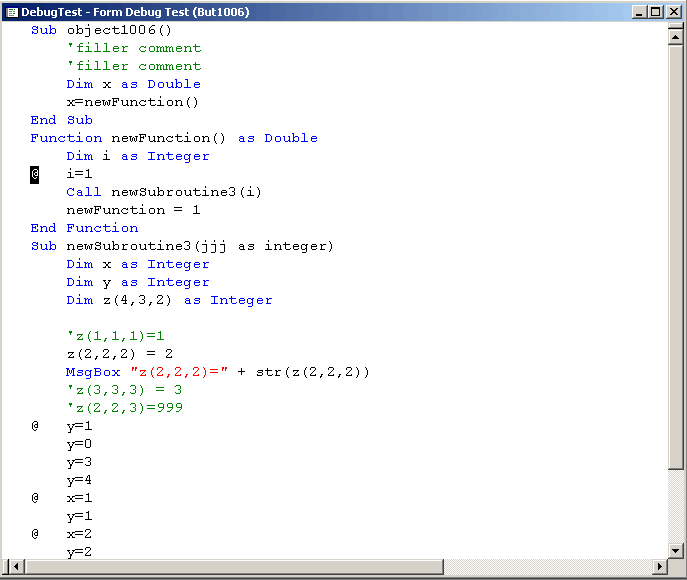 DebugTest - Form Debug Test (But1006)
Sub object1006()
'filler comment
'filler comment
Dim x as Double
x=newFunction()
End Sub
Function newFunction() as Double
Dim i as Integer
@ i=1
Call newSubroutine3(i)
newFunction = 1
End Function
Sub newSubroutine3(jjj as integer)
Dim x as Integer
Dim y as Integer
Dim z(4,3,2) as Integer
'z(1,1,1)=1
z(2,2,2) = 2
MsgBox "z(2,2,2)=" + str(z(2,2,2))
'z(3,3,3) = 3
'z(2,2,3)=999
@ y=1
y=0
y=3
y=4
@ x=1
y=1
@ x=2
y=2